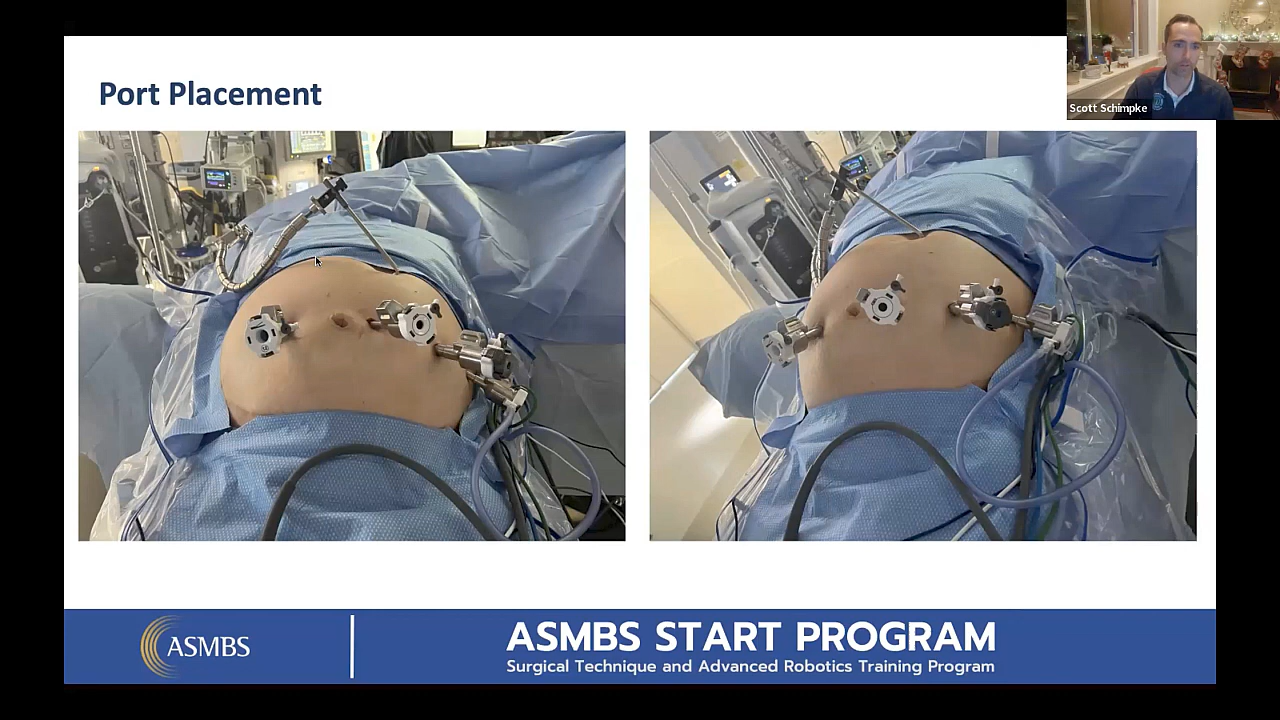 Port Placement
Scott Schimpke
ASMBS
ASMBS START PROGRAM
Surgical Technique and Advanced Robotics Training Program